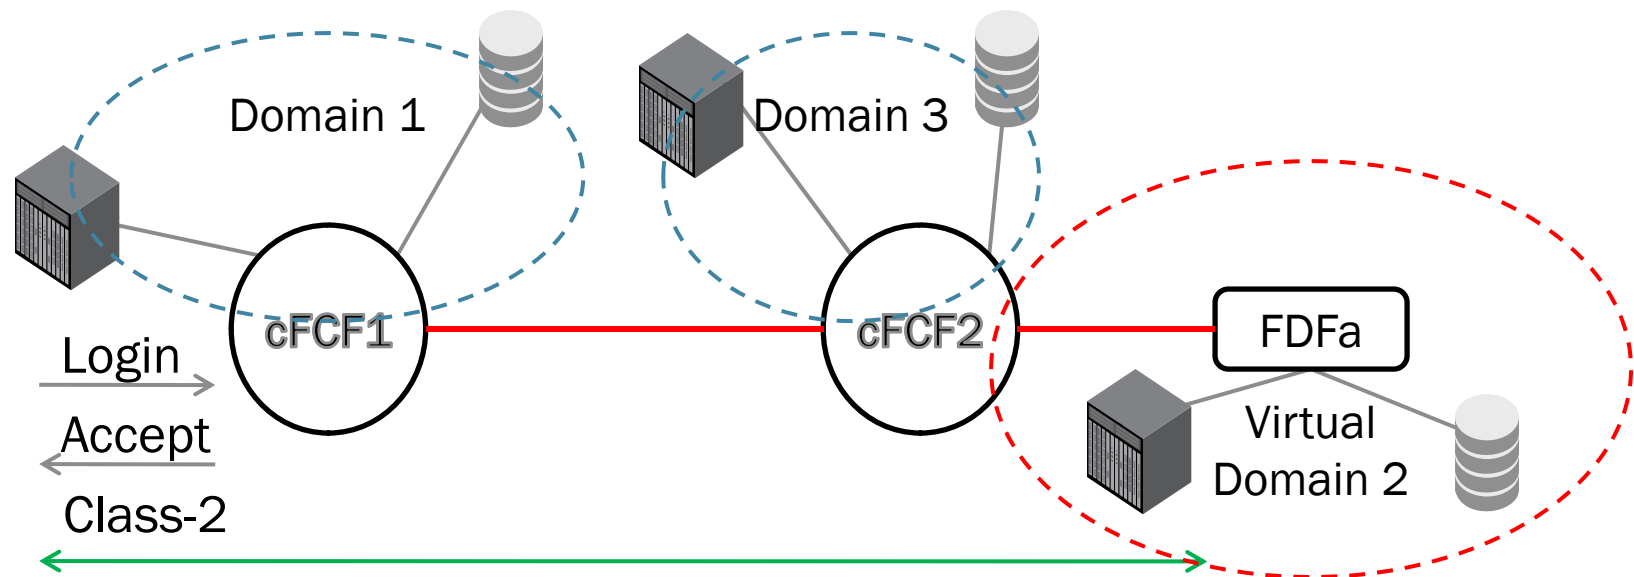 Domain 1
Domain 3
cFCF1
cFCF2
FDFa
Login
Accept
Virtual
Domain 2
Class-2